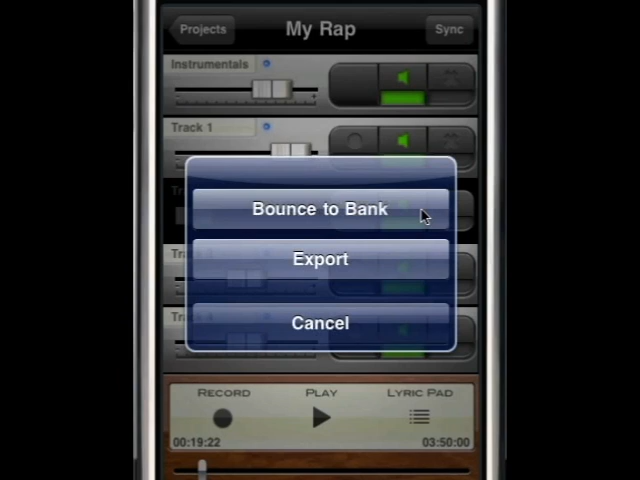 Projects My Rap Sync
Instrumentals
Track 1
Bounce to Bank
Export
Cancel
RECORD PLAY LYRIC PAD
00:19:22 03:50:00